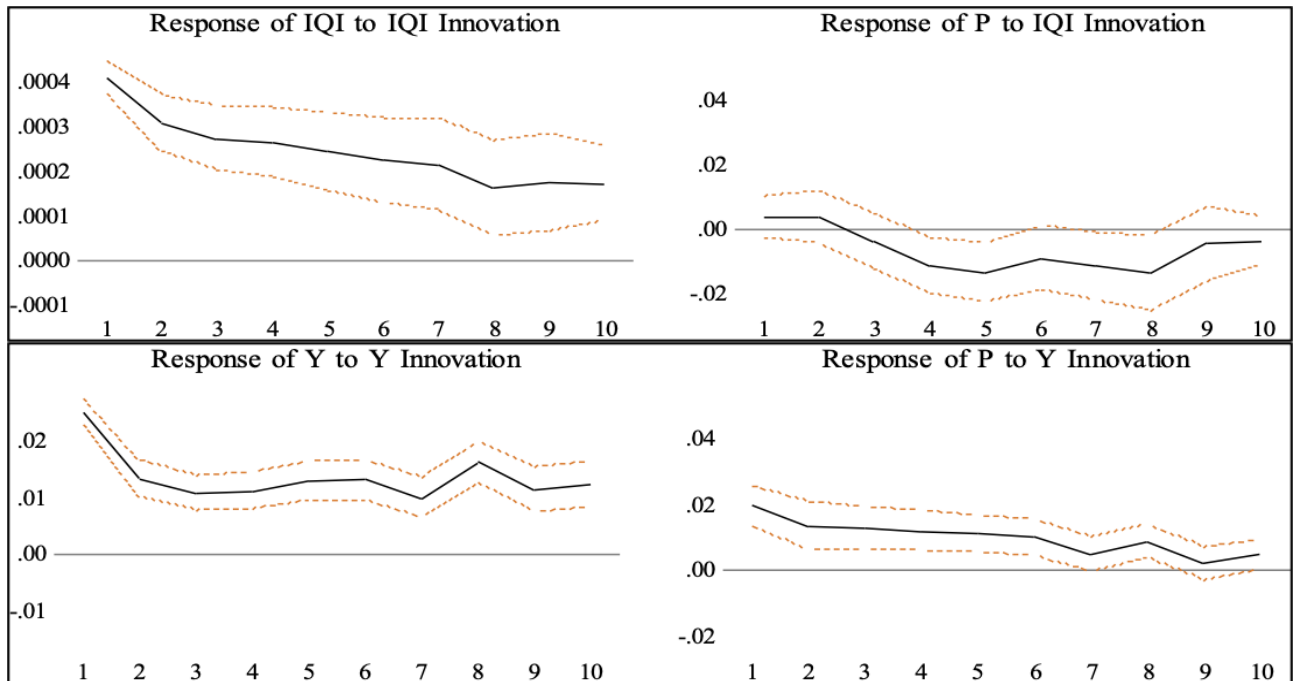 Response of IQI to IQI Innovation
.0004
.0003
.0002
.0001
.0000
-.0001
1 2 3 4 5 6 7 8 9 10
Response of P to IQI Innovation
.04
.02
.00
-.02
1 2 3 4 5 6 7 8 9 10
Response of Y to Y Innovation
.02
.01
.00
-.01
1 2 3 4 5 6 7 8 9 10
Response of P to Y Innovation
.04
.02
.00
-.02
1 2 3 4 5 6 7 8 9 10